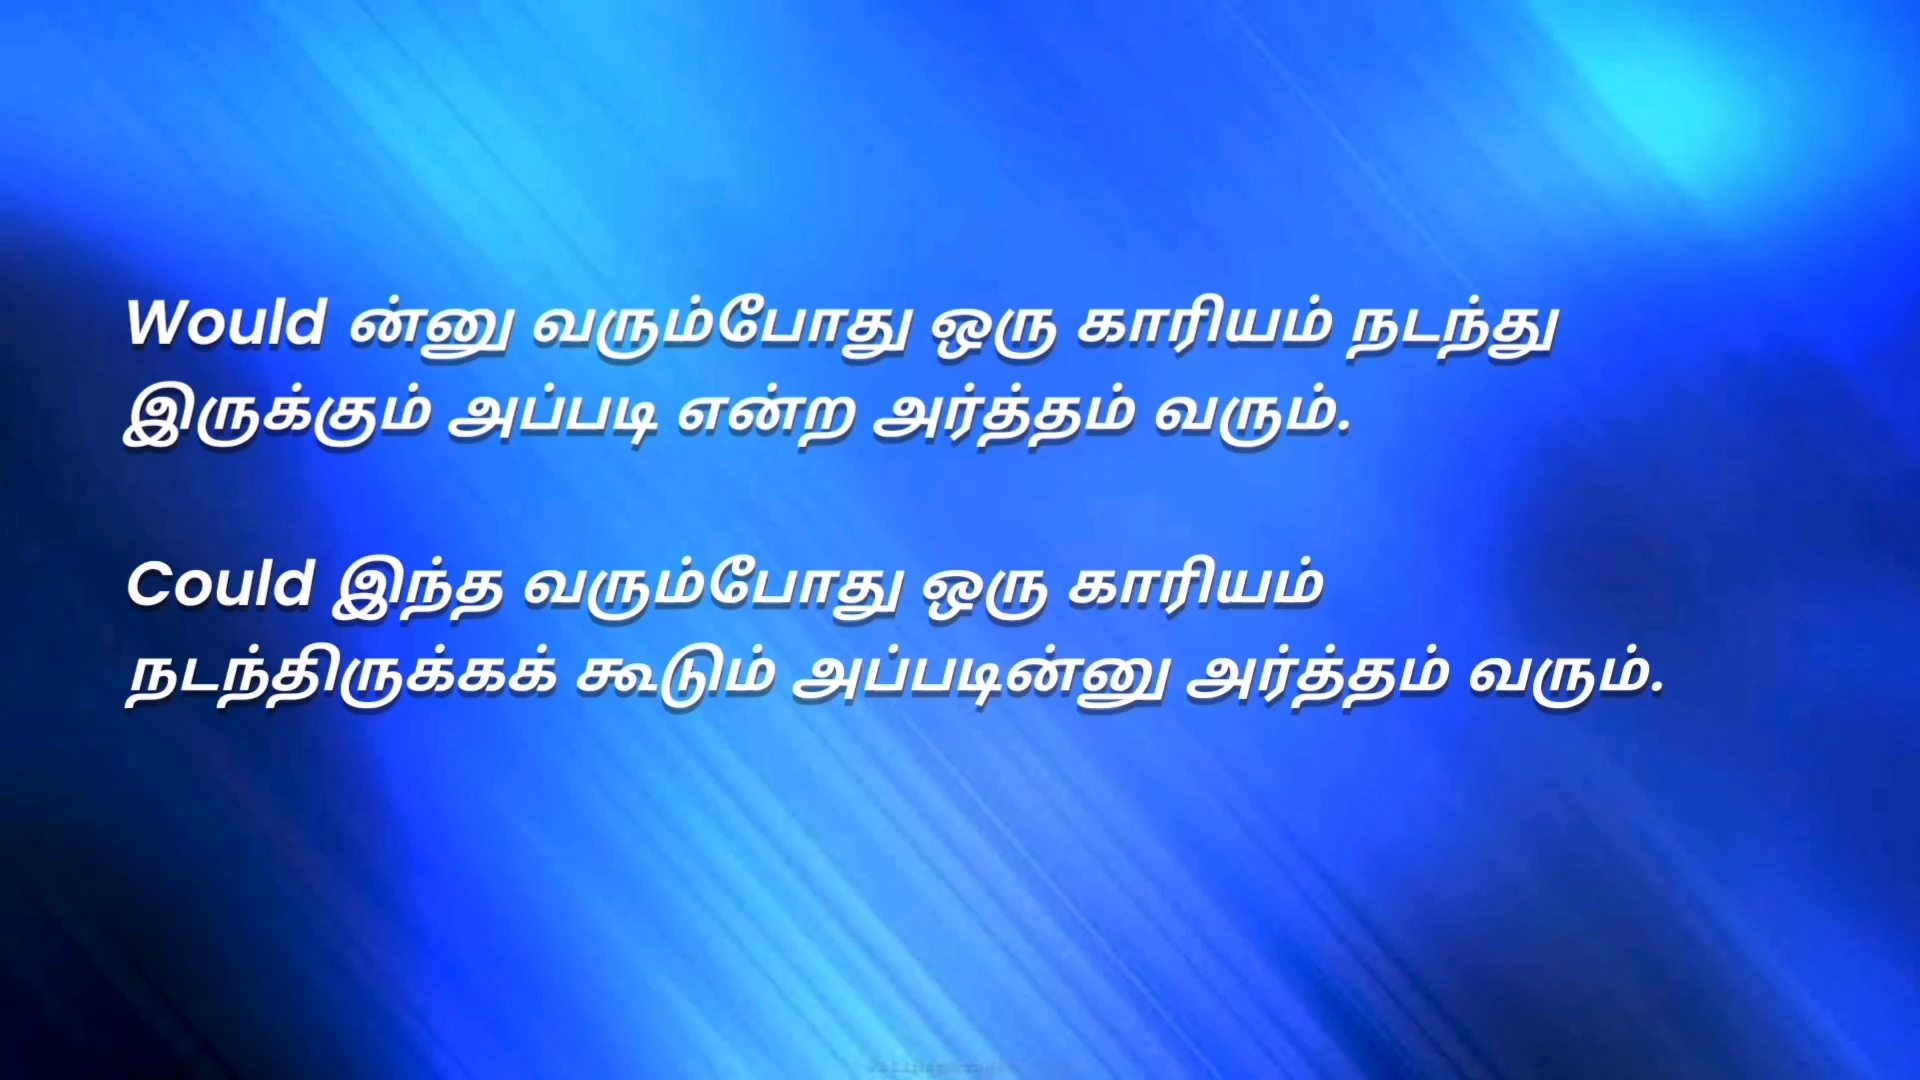 Would ன்னு வரும்போது ஒரு காரியம் நடந்து
இருக்கும் அப்படி என்ற அர்த்தம் வரும்.
Could இந்த வரும்போது ஒரு காரியம்
நடந்திருக்கக் கூடும் அப்படின்னு அர்த்தம் வரும்.